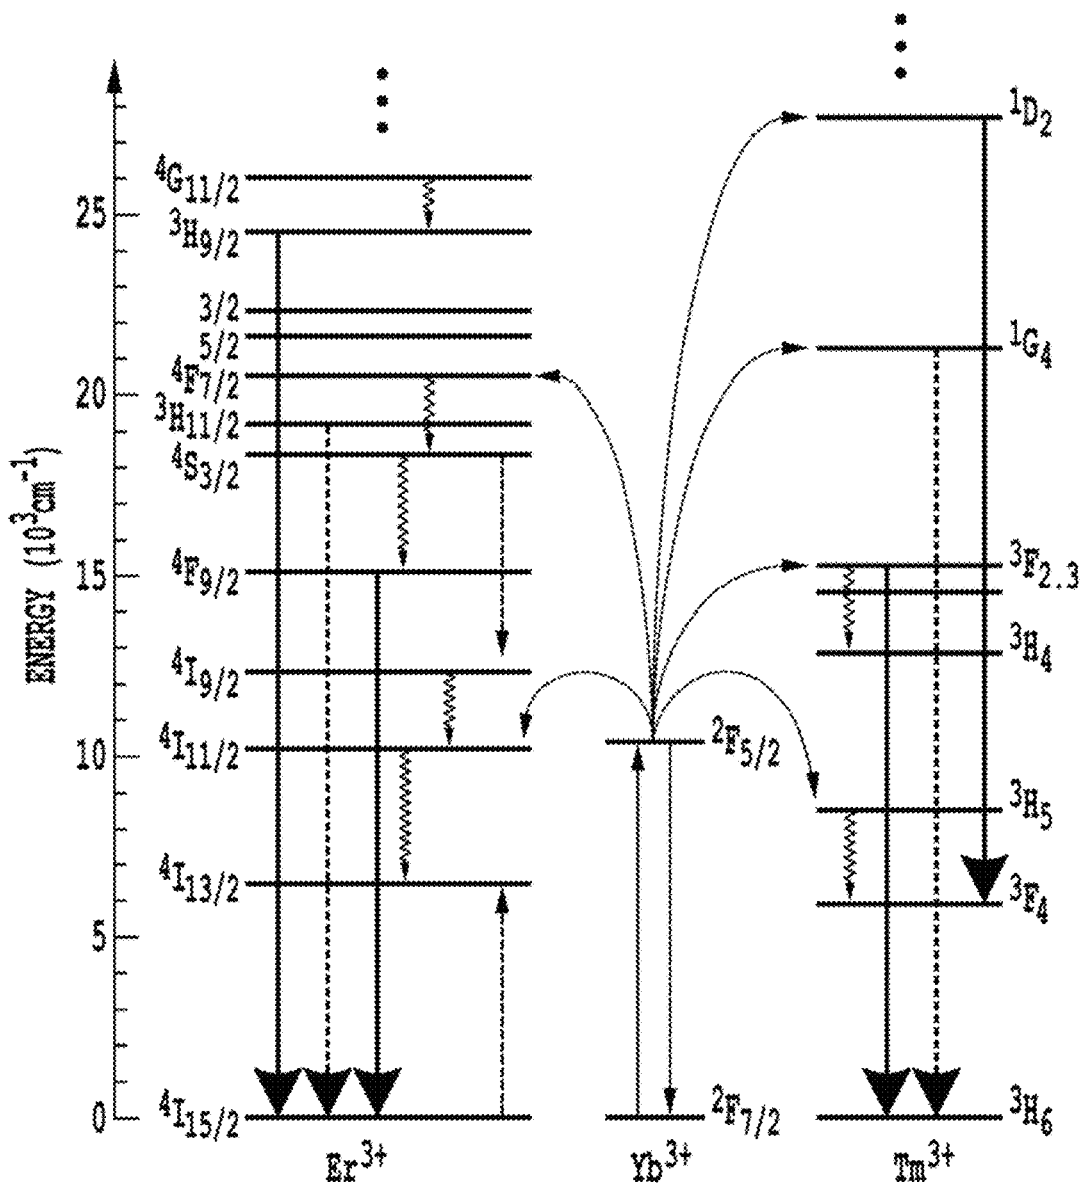 ENERGY (10³cm⁻¹)
25
20
15
10
5
0
⁴G₁₁/₂
³H₉/₂
3/2
5/2
⁴F₇/₂
³H₁₁/₂
⁴S₃/₂
⁴F₉/₂
⁴I₉/₂
⁴I₁₁/₂
⁴I₁₃/₂
⁴I₁₅/₂
Er³⁺
²F₅/₂
²F₇/₂
Yb³⁺
¹D₂
¹G₄
³F₂.₃
³H₄
³H₅
³F₄
³H₆
Tm³⁺